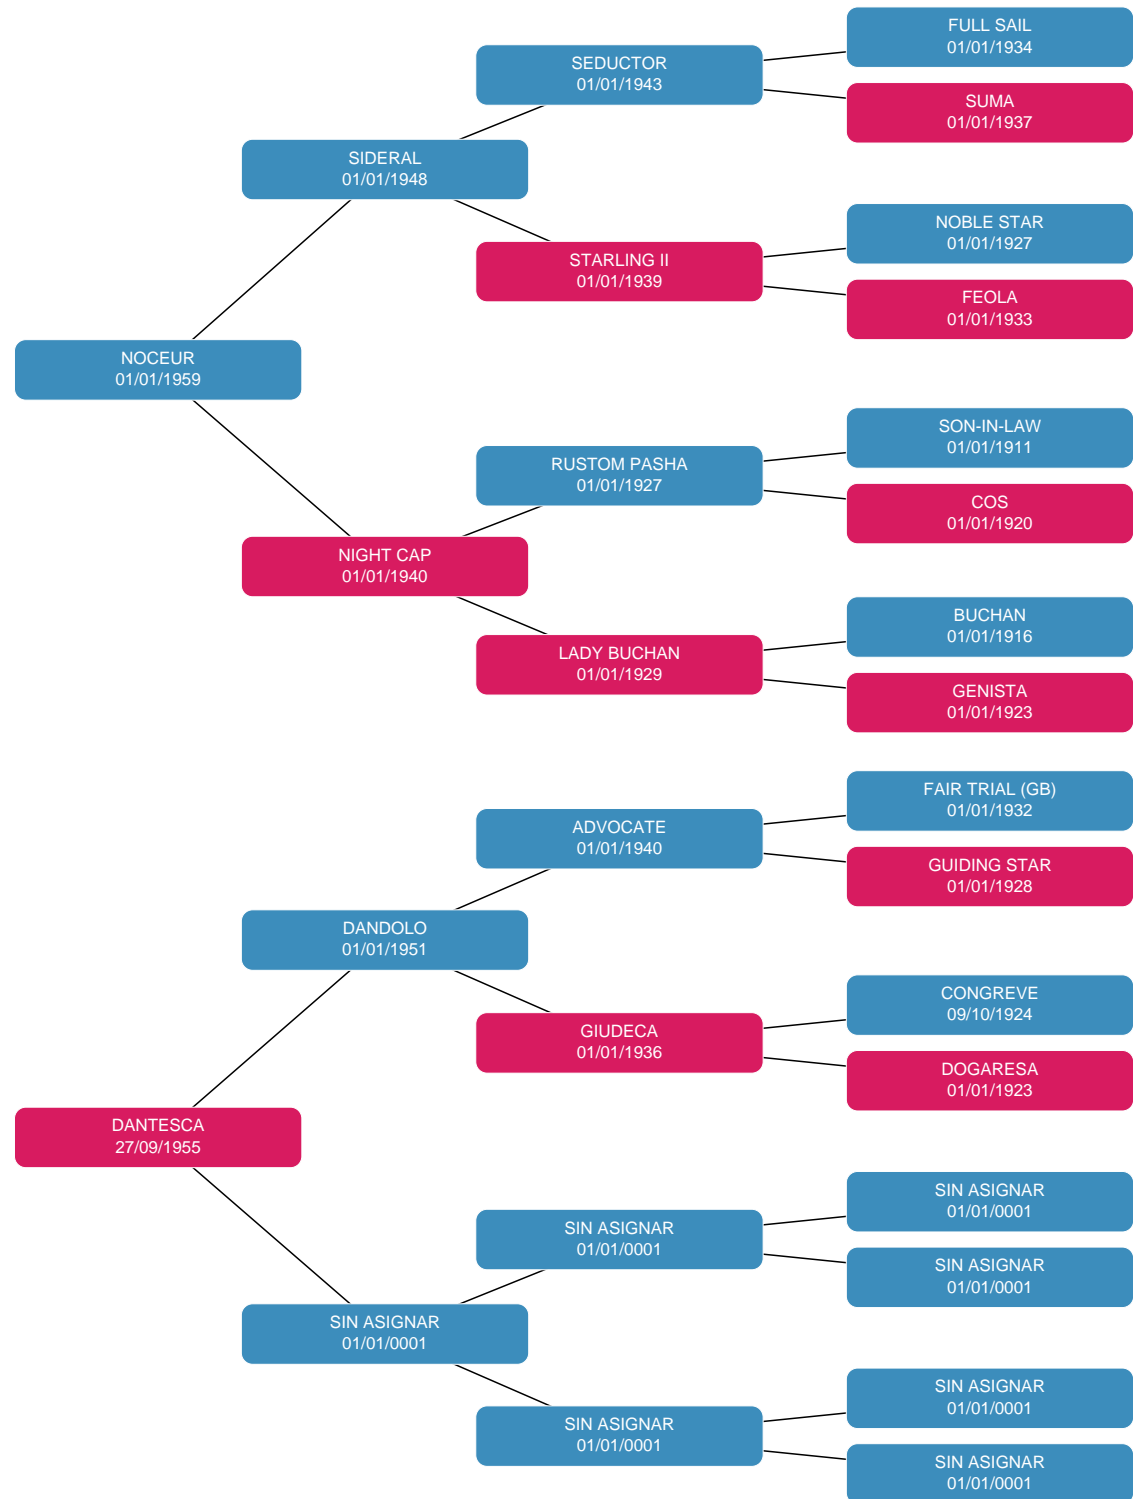 FULL SAIL
01/01/1934
SEDUCTOR
01/01/1943
SUMA
01/01/1937
SIDERAL
01/01/1948
NOBLE STAR
01/01/1927
STARLING II
01/01/1939
FEOLA
01/01/1933
NOCEUR
01/01/1959
SON-IN-LAW
01/01/1911
RUSTOM PASHA
01/01/1927
COS
01/01/1920
NIGHT CAP
01/01/1940
BUCHAN
01/01/1916
LADY BUCHAN
01/01/1929
GENISTA
01/01/1923
FAIR TRIAL (GB)
01/01/1932
ADVOCATE
01/01/1940
GUIDING STAR
01/01/1928
DANDOLO
01/01/1951
CONGREVE
09/10/1924
GIUDECA
01/01/1936
DOGARESA
01/01/1923
DANTESCA
27/09/1955
SIN ASIGNAR
01/01/0001
SIN ASIGNAR
01/01/0001
SIN ASIGNAR
01/01/0001
SIN ASIGNAR
01/01/0001
SIN ASIGNAR
01/01/0001
SIN ASIGNAR
01/01/0001
SIN ASIGNAR
01/01/0001